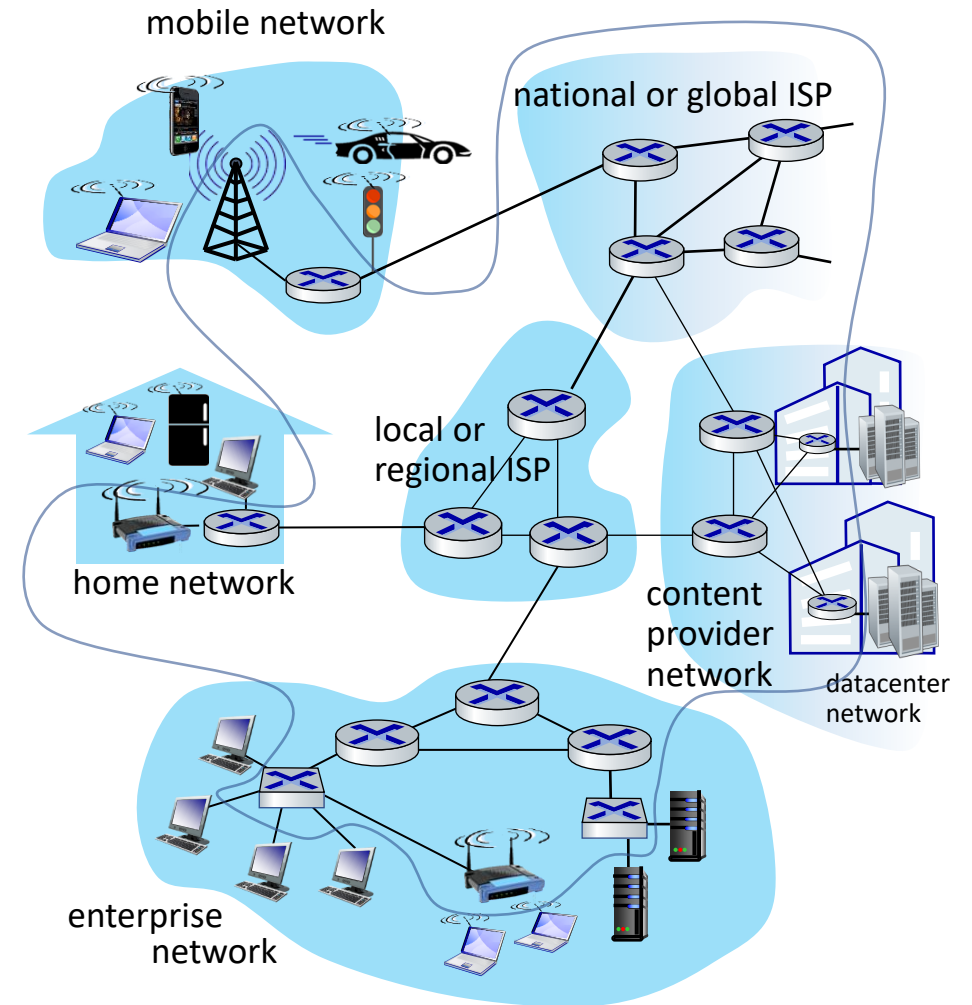 mobile network
national or global ISP
local or
regional ISP
home network
content
provider
network
datacenter
network
enterprise
network